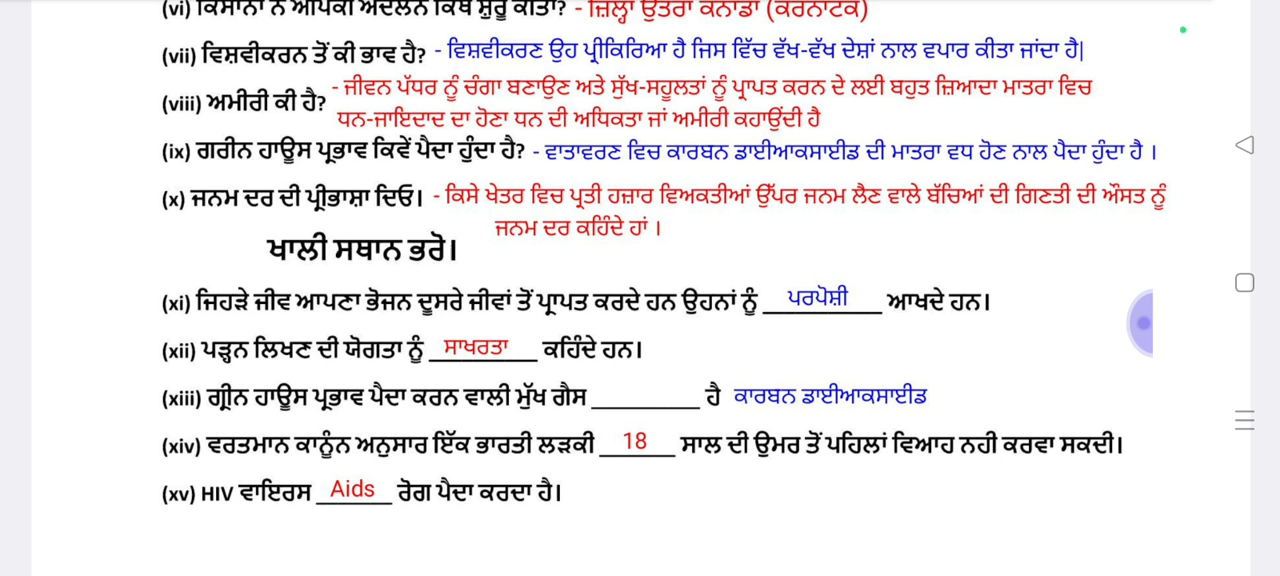 (vi) ਕਿਸਾਨਾਂ ਨੇ ਅਪਿਕੋ ਅੰਦੋਲਨ ਕਿੱਥੇ ਸ਼ੁਰੂ ਕੀਤਾ? - ਜ਼ਿਲ੍ਹਾ ਉੱਤਰਾ ਕਨਾਡਾ (ਕਰਨਾਟਕ)
(vii) ਵਿਸ਼ਵੀਕਰਨ ਤੋਂ ਕੀ ਭਾਵ ਹੈ? - ਵਿਸ਼ਵੀਕਰਣ ਉਹ ਪ੍ਰੀਕਿਰਿਆ ਹੈ ਜਿਸ ਵਿੱਚ ਵੱਖ-ਵੱਖ ਦੇਸ਼ਾਂ ਨਾਲ ਵਪਾਰ ਕੀਤਾ ਜਾਂਦਾ ਹੈ|
(viii) ਅਮੀਰੀ ਕੀ ਹੈ? - ਜੀਵਨ ਪੱਧਰ ਨੂੰ ਚੰਗਾ ਬਣਾਉਣ ਅਤੇ ਸੁੱਖ-ਸਹੂਲਤਾਂ ਨੂੰ ਪ੍ਰਾਪਤ ਕਰਨ ਦੇ ਲਈ ਬਹੁਤ ਜ਼ਿਆਦਾ ਮਾਤਰਾ ਵਿਚ
ਧਨ-ਜਾਇਦਾਦ ਦਾ ਹੋਣਾ ਧਨ ਦੀ ਅਧਿਕਤਾ ਜਾਂ ਅਮੀਰੀ ਕਹਾਉਂਦੀ ਹੈ
(ix) ਗਰੀਨ ਹਾਊਸ ਪ੍ਰਭਾਵ ਕਿਵੇਂ ਪੈਦਾ ਹੁੰਦਾ ਹੈ? - ਵਾਤਾਵਰਣ ਵਿਚ ਕਾਰਬਨ ਡਾਈਆਕਸਾਈਡ ਦੀ ਮਾਤਰਾ ਵਧ ਹੋਣ ਨਾਲ ਪੈਦਾ ਹੁੰਦਾ ਹੈ ।
(x) ਜਨਮ ਦਰ ਦੀ ਪ੍ਰੀਭਾਸ਼ਾ ਦਿਓ। - ਕਿਸੇ ਖੇਤਰ ਵਿਚ ਪ੍ਰਤੀ ਹਜ਼ਾਰ ਵਿਅਕਤੀਆਂ ਉੱਪਰ ਜਨਮ ਲੈਣ ਵਾਲੇ ਬੱਚਿਆਂ ਦੀ ਗਿਣਤੀ ਦੀ ਔਸਤ ਨੂੰ
ਜਨਮ ਦਰ ਕਹਿੰਦੇ ਹਾਂ ।
ਖਾਲੀ ਸਥਾਨ ਭਰੋ।
(xi) ਜਿਹੜੇ ਜੀਵ ਆਪਣਾ ਭੋਜਨ ਦੂਸਰੇ ਜੀਵਾਂ ਤੋਂ ਪ੍ਰਾਪਤ ਕਰਦੇ ਹਨ ਉਹਨਾਂ ਨੂੰ ਪਰਪੋਸ਼ੀ ਆਖਦੇ ਹਨ।
(xii) ਪੜ੍ਹਨ ਲਿਖਣ ਦੀ ਯੋਗਤਾ ਨੂੰ ਸਾਖਰਤਾ ਕਹਿੰਦੇ ਹਨ।
(xiii) ਗ੍ਰੀਨ ਹਾਊਸ ਪ੍ਰਭਾਵ ਪੈਦਾ ਕਰਨ ਵਾਲੀ ਮੁੱਖ ਗੈਸ __________ ਹੈ ਕਾਰਬਨ ਡਾਈਆਕਸਾਈਡ
(xiv) ਵਰਤਮਾਨ ਕਾਨੂੰਨ ਅਨੁਸਾਰ ਇੱਕ ਭਾਰਤੀ ਲੜਕੀ 18 ਸਾਲ ਦੀ ਉਮਰ ਤੋਂ ਪਹਿਲਾਂ ਵਿਆਹ ਨਹੀ ਕਰਵਾ ਸਕਦੀ।
(xv) HIV ਵਾਇਰਸ Aids ਰੋਗ ਪੈਦਾ ਕਰਦਾ ਹੈ।